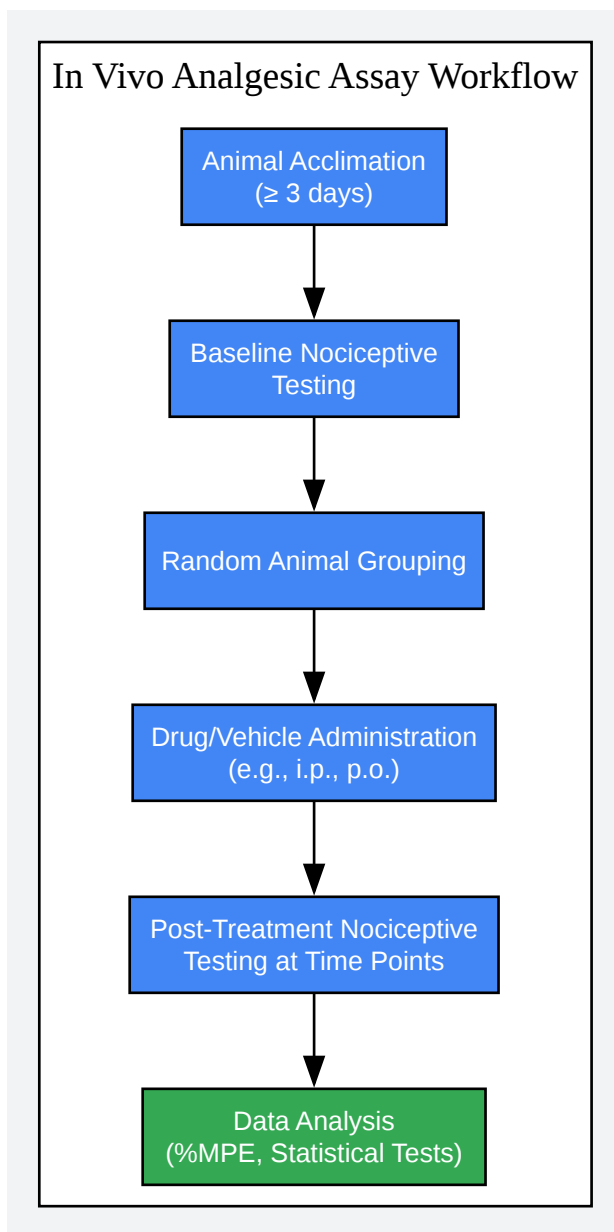 In Vivo Analgesic Assay Workflow
Animal Acclimation
(≥ 3 days)
Baseline Nociceptive
Testing
Random Animal Grouping
Drug/Vehicle Administration
(e.g., i.p., p.o.)
Post-Treatment Nociceptive
Testing at Time Points
Data Analysis
(%MPE, Statistical Tests)